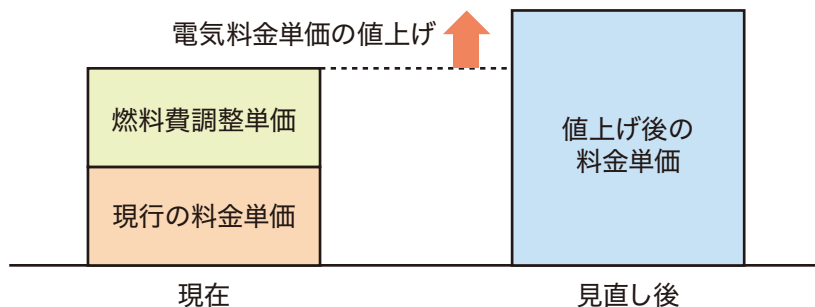 電気料金単価の値上げ
燃料費調整単価
現行の料金単価
値上げ後の
料金単価
現在
見直し後